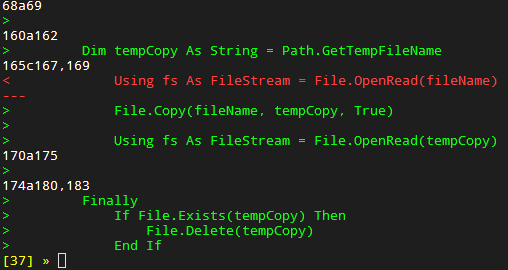 68a69
>
160a162
>         Dim tempCopy As String = Path.GetTempFileName
165c167,169
<             Using fs As FileStream = File.OpenRead(fileName)
---
>             File.Copy(fileName, tempCopy, True)
>
>             Using fs As FileStream = File.OpenRead(tempCopy)
170a175
>
174a180,183
>         Finally
>             If File.Exists(tempCopy) Then
>                 File.Delete(tempCopy)
>             End If
[37] »